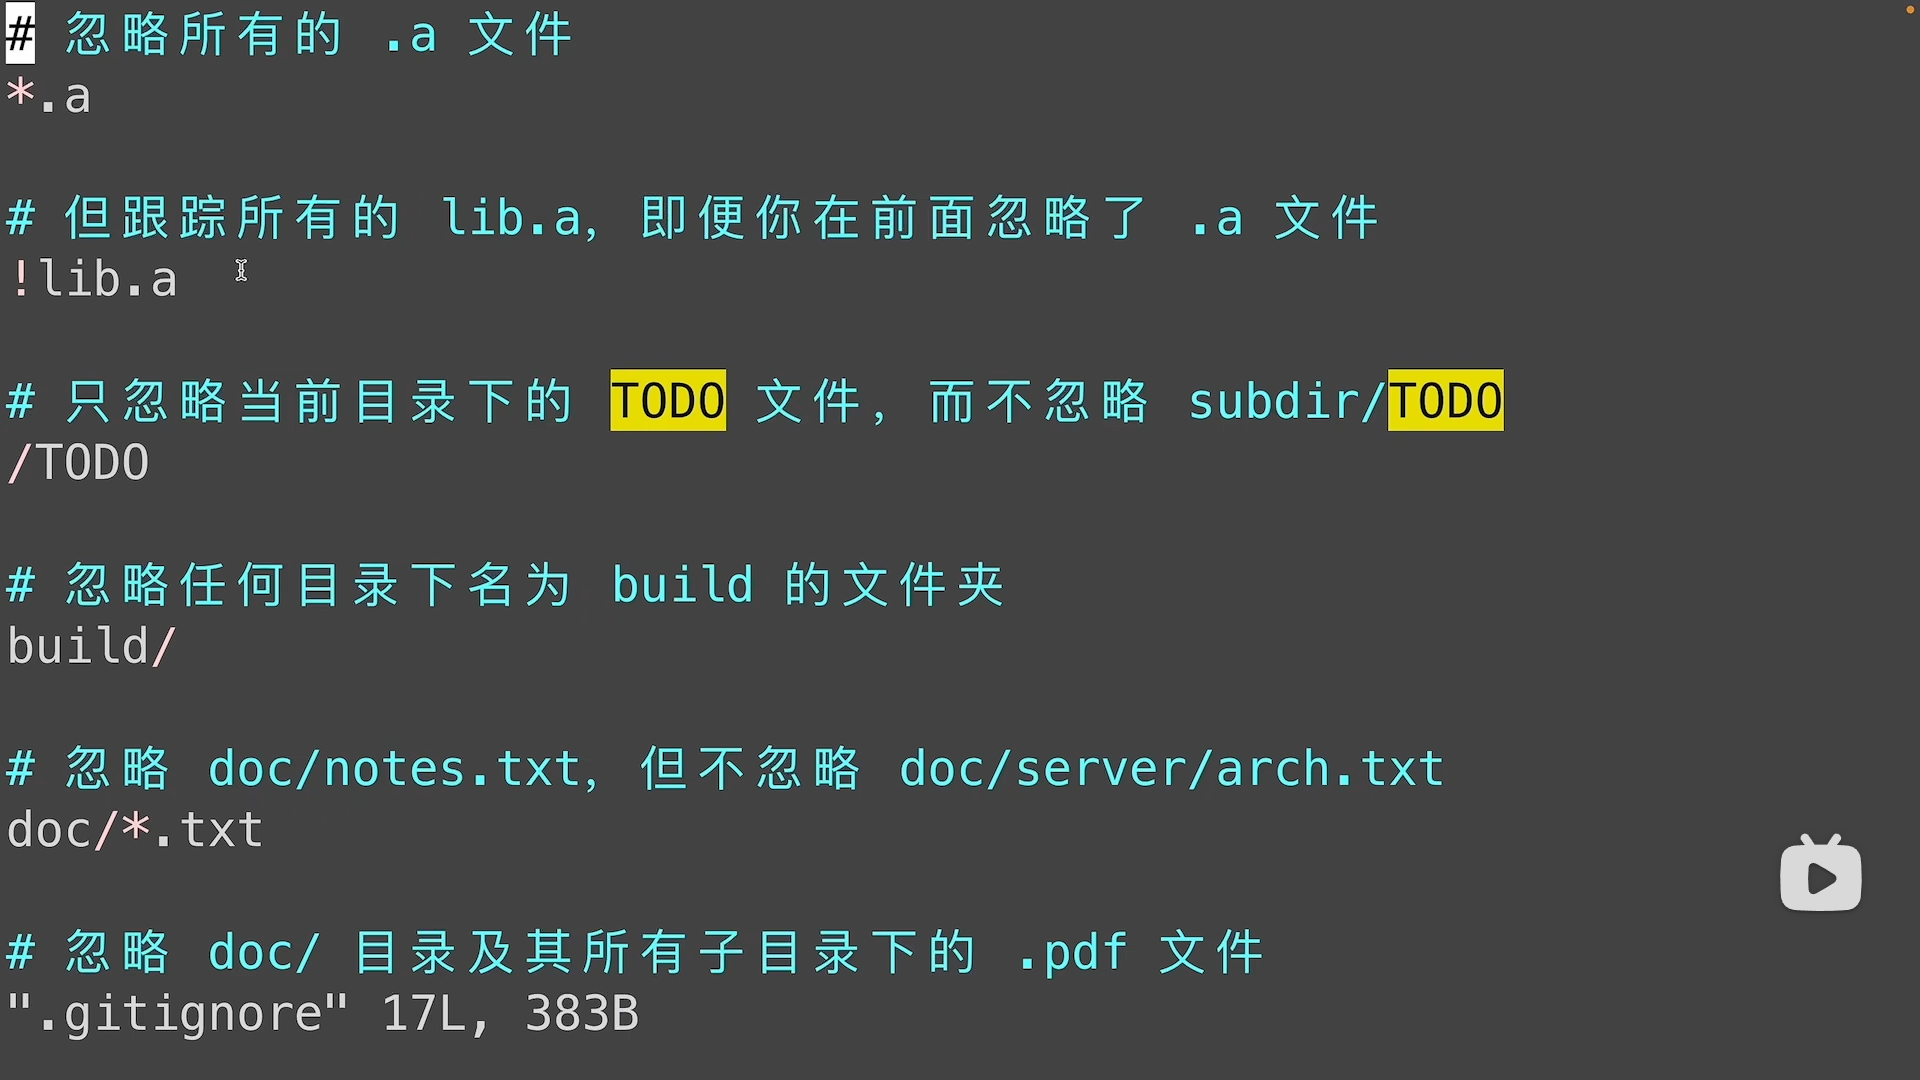 # 忽略所有的 .a 文件
*.a
# 但跟踪所有的 lib.a，即便你在前面忽略了 .a 文件
!lib.a
# 只忽略当前目录下的 TODO 文件，而不忽略 subdir/TODO
/TODO
# 忽略任何目录下名为 build 的文件夹
build/
# 忽略 doc/notes.txt，但不忽略 doc/server/arch.txt
doc/*.txt
# 忽略 doc/ 目录及其所有子目录下的 .pdf 文件
".gitignore" 17L, 383B